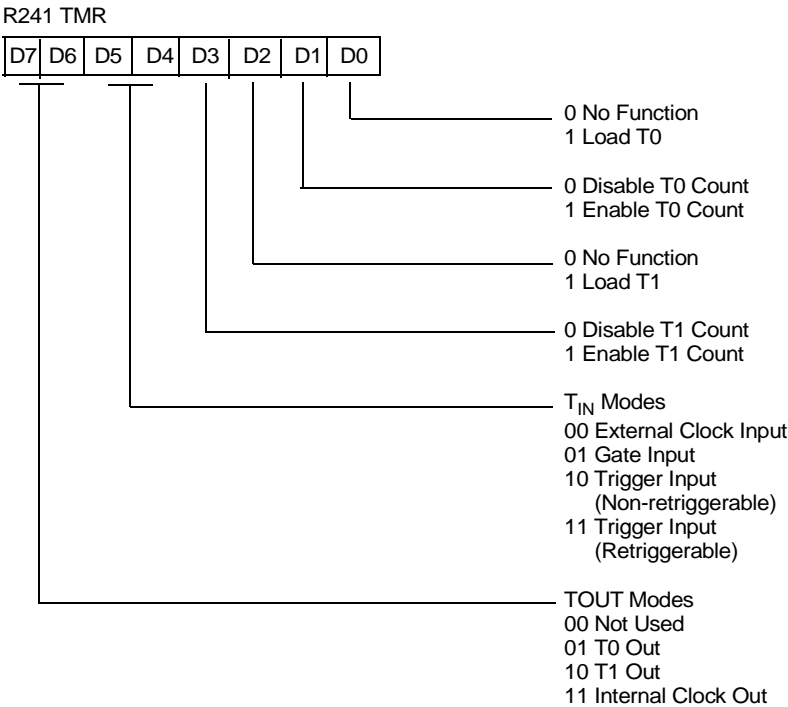 R241 TMR
D7 D6 D5 D4 D3 D2 D1 D0
0 No Function
1 Load T0
0 Disable T0 Count
1 Enable T0 Count
0 No Function
1 Load T1
0 Disable T1 Count
1 Enable T1 Count
TIN Modes
00 External Clock Input
01 Gate Input
10 Trigger Input
(Non-retriggerable)
11 Trigger Input
(Retriggerable)
TOUT Modes
00 Not Used
01 T0 Out
10 T1 Out
11 Internal Clock Out